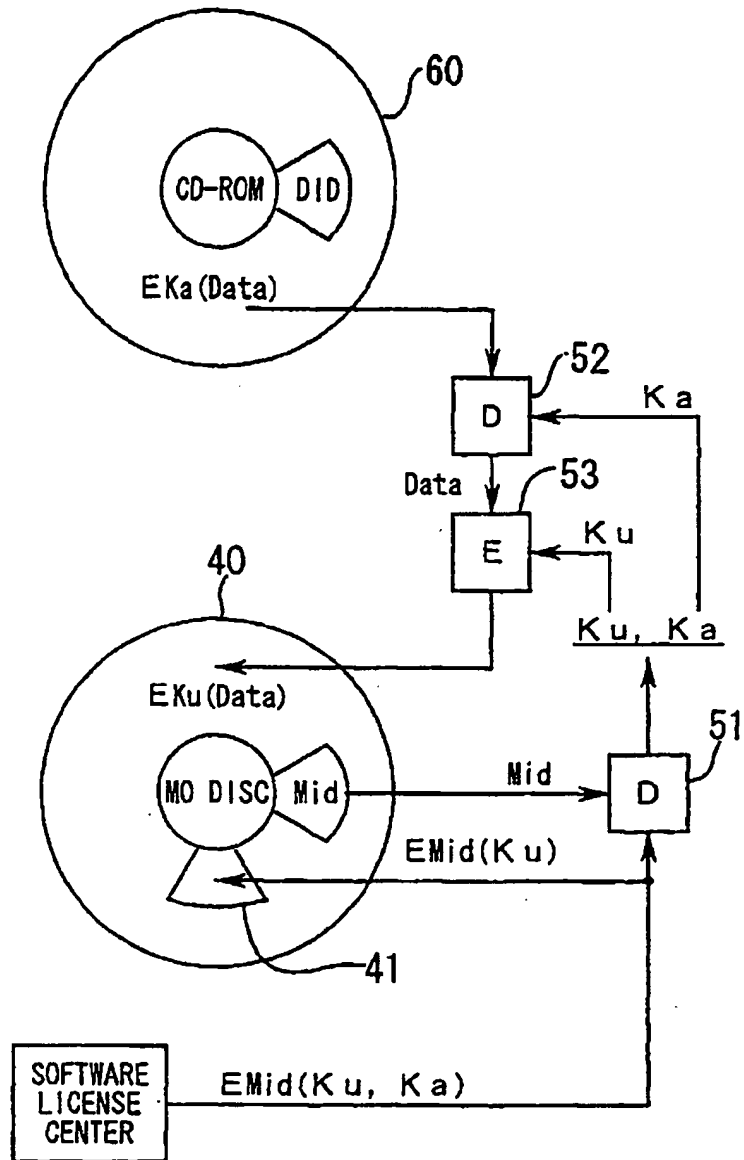 60
CD-ROM
DID
EKa(Data)
52
D
Ka
Data
53
E
Ku
40
Ku, Ka
EKu(Data)
51
MO DISC
Mid
Mid
D
EMid(Ku)
41
SOFTWARE
LICENSE
CENTER
EMid(Ku, Ka)